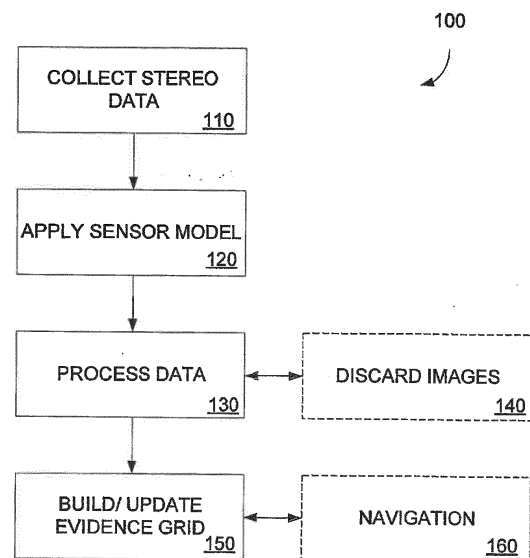 100
COLLECT STEREO
DATA
110
APPLY SENSOR MODEL
120
PROCESS DATA
130
DISCARD IMAGES
140
BUILD/ UPDATE
EVIDENCE GRID
150
NAVIGATION
160